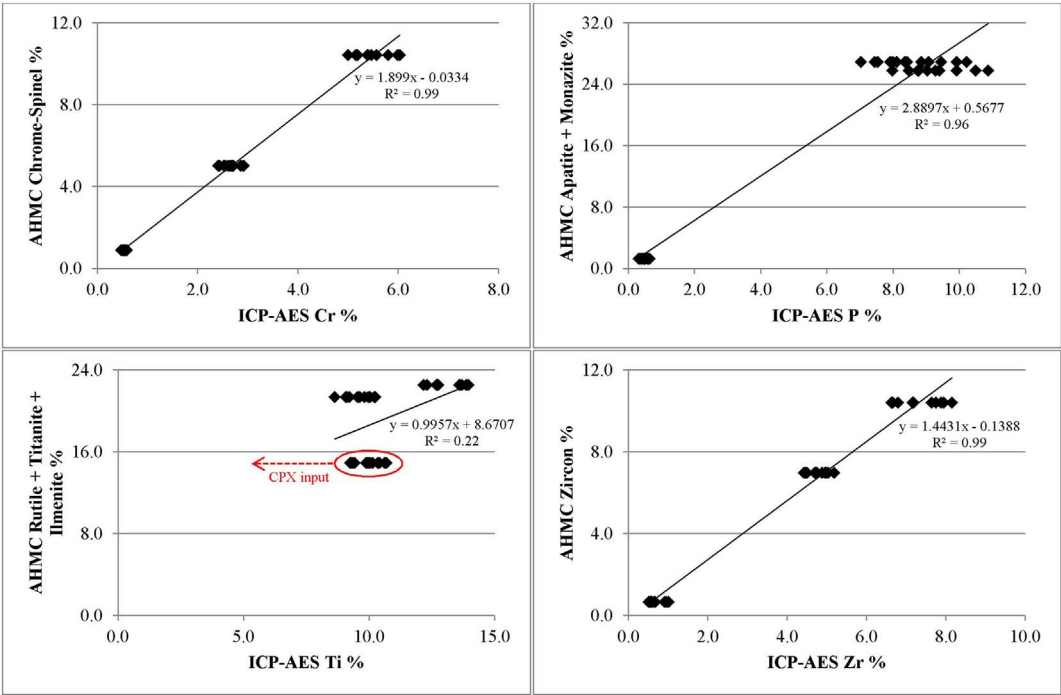 AHMC Chrome-Spinel %
12.0
8.0
4.0
0.0
y = 1.899x - 0.0334
R² = 0.99
0.0 2.0 4.0 6.0 8.0
ICP-AES Cr %
AHMC Apatite + Monazite %
32.0
24.0
16.0
8.0
0.0
y = 2.8897x + 0.5677
R² = 0.96
0.0 2.0 4.0 6.0 8.0 10.0 12.0
ICP-AES P %
AHMC Rutile + Titanite +
Ilmenite %
24.0
16.0
8.0
0.0
y = 0.9957x + 8.6707
R² = 0.22
CPX input
0.0 5.0 10.0 15.0
ICP-AES Ti %
AHMC Zircon %
12.0
8.0
4.0
0.0
y = 1.4431x - 0.1388
R² = 0.99
0.0 2.0 4.0 6.0 8.0 10.0
ICP-AES Zr %